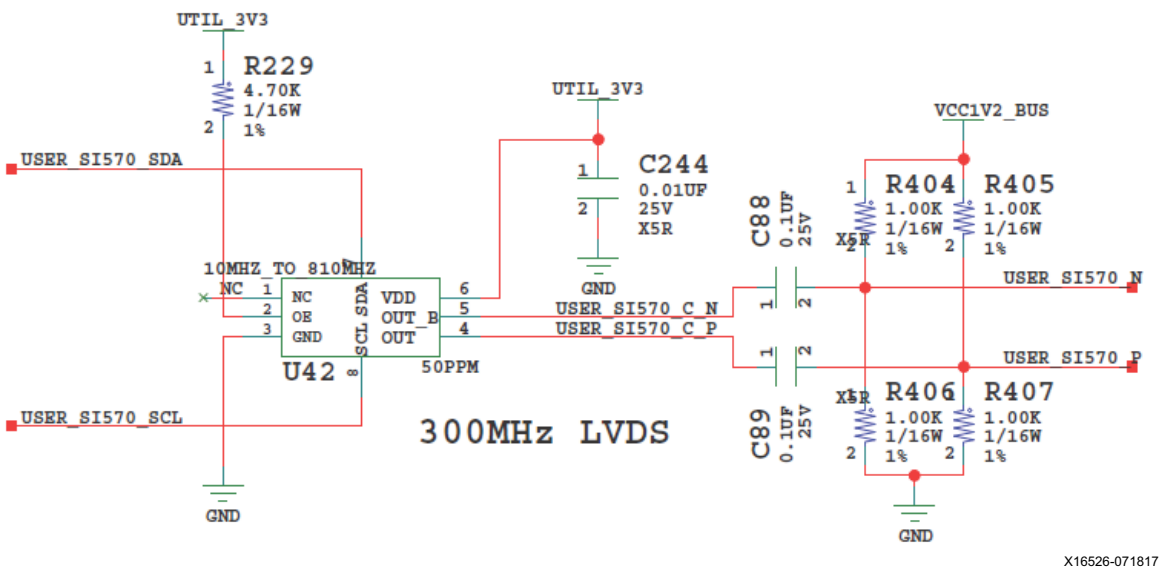 UTIL_3V3
1
R229
4.70K
1/16W
1%
2
USER_SI570_SDA
UTIL_3V3
1
C244
0.01UF
25V
X5R
2
GND
VCC1V2_BUS
1
R404
1.00K
1/16W
1%
2
R405
1.00K
1/16W
1%
2
C88
0.1UF
25V
X5R
1
2
10MHZ_TO_810MHZ
NC
1
NC
2
OE
3
GND
SDA
SCL
8
VDD
6
OUT_B
5
OUT
4
U42
50PPM
USER_SI570_C_N
USER_SI570_C_P
USER_SI570_N
USER_SI570_P
1
2
C89
0.1UF
25V
X5R
1
R406
1.00K
1/16W
1%
2
1
R407
1.00K
1/16W
1%
2
USER_SI570_SCL
300MHz LVDS
GND
GND
X16526-071817